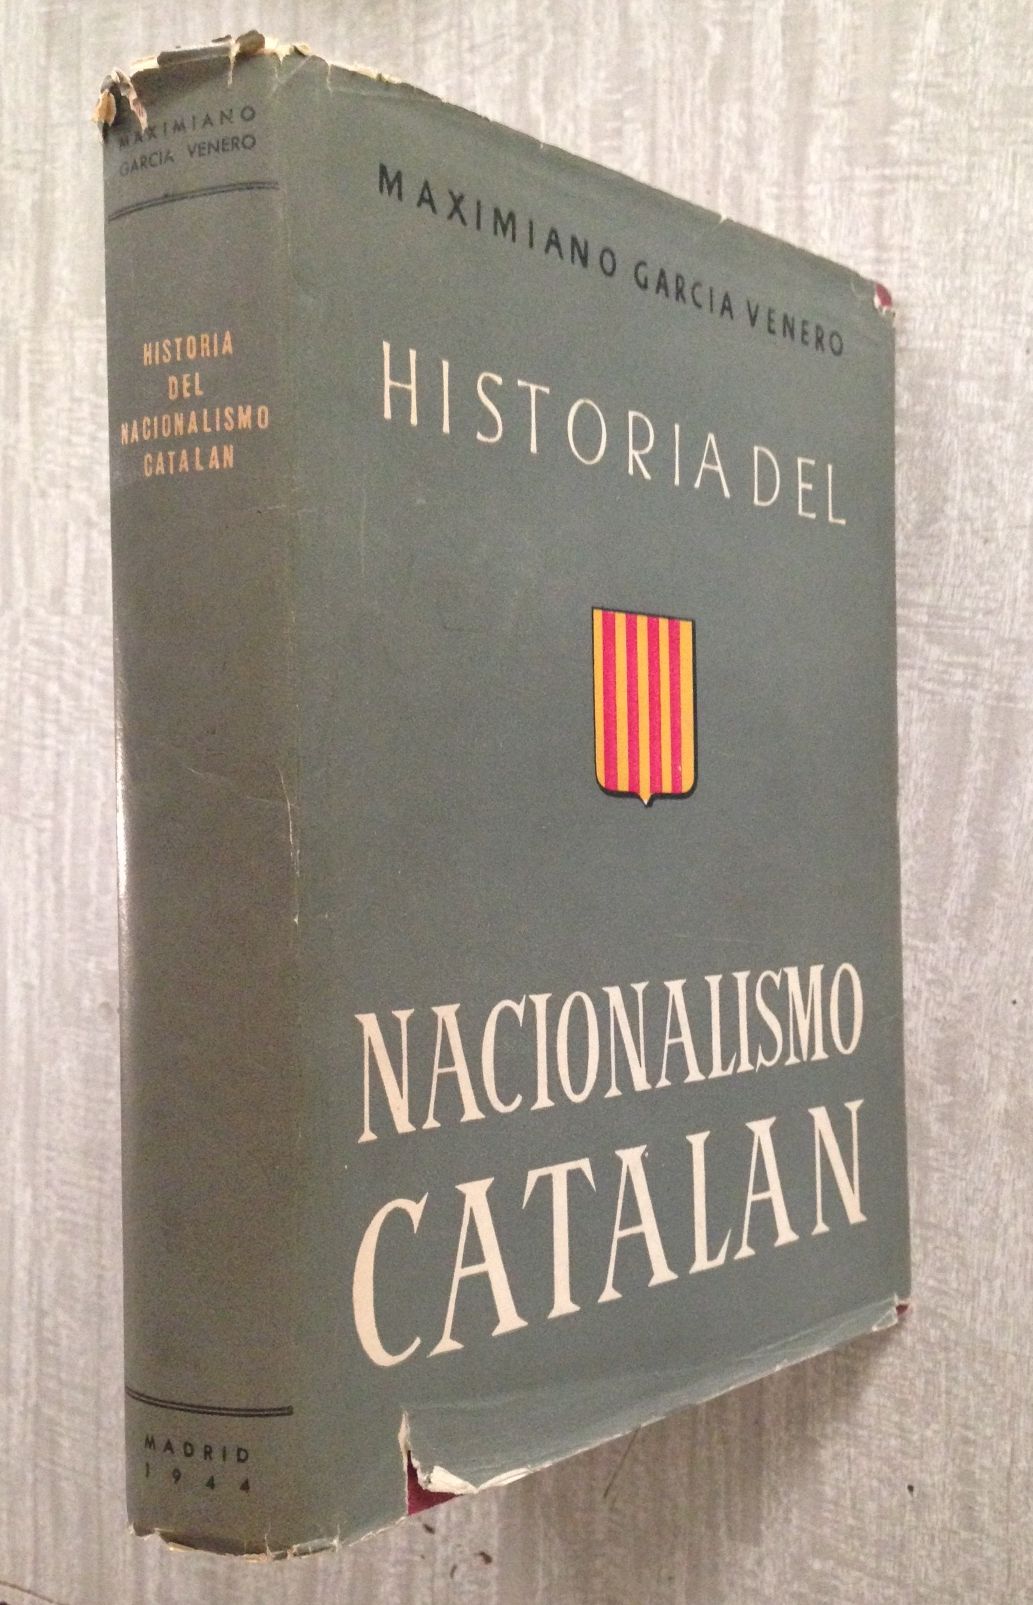 MAXIMIANO
GARCIA VENERO
HISTORIA
DEL
NACIONALISMO
CATALAN
MADRID
1944
MAXIMIANO GARCIA VENERO
HISTORIA DEL
NACIONALISMO
CATALAN